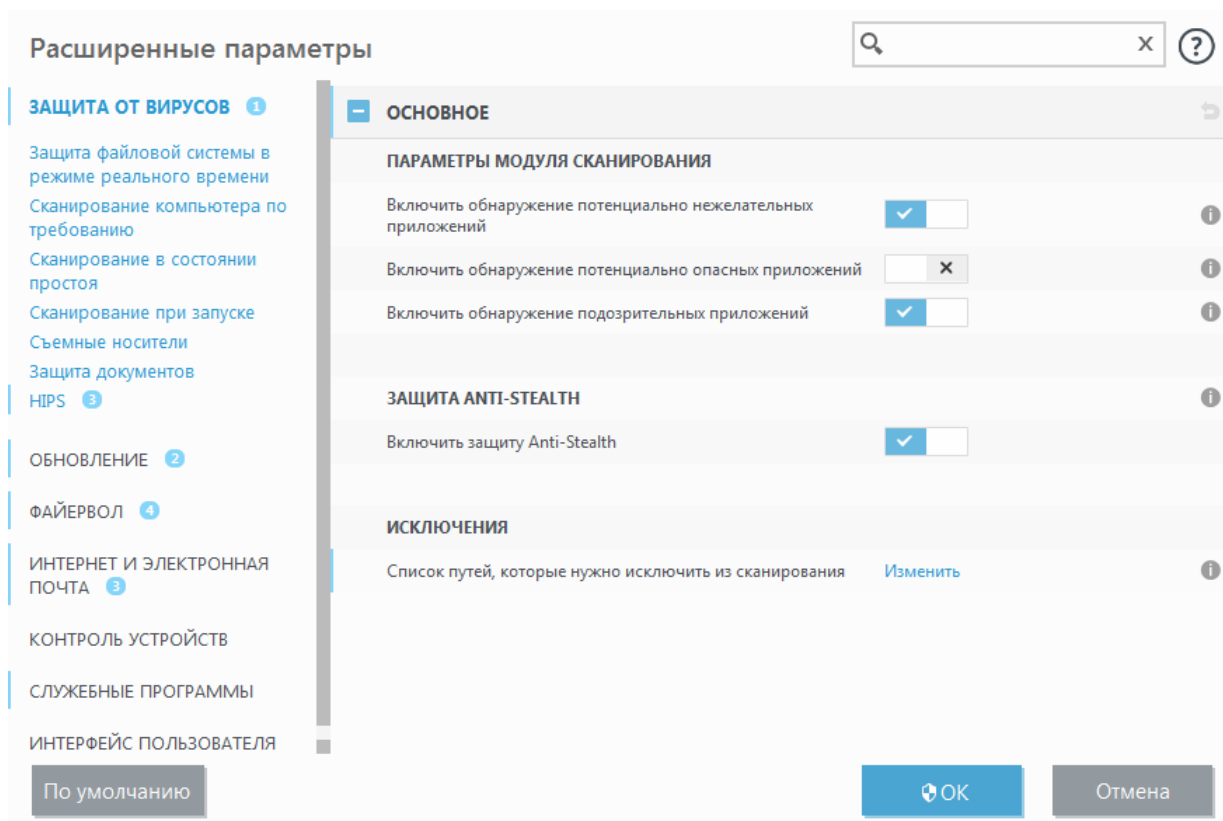 Расширенные параметры
x
?
ЗАЩИТА ОТ ВИРУСОВ 1
Защита файловой системы в
режиме реального времени
Сканирование компьютера по
требованию
Сканирование в состоянии
простоя
Сканирование при запуске
Съемные носители
Защита документов
HIPS 3
ОБНОВЛЕНИЕ 2
ФАЙЕРВОЛ 4
ИНТЕРНЕТ И ЭЛЕКТРОННАЯ
ПОЧТА 3
КОНТРОЛЬ УСТРОЙСТВ
СЛУЖЕБНЫЕ ПРОГРАММЫ
ИНТЕРФЕЙС ПОЛЬЗОВАТЕЛЯ
ОСНОВНОЕ
ПАРАМЕТРЫ МОДУЛЯ СКАНИРОВАНИЯ
Включить обнаружение потенциально нежелательных
приложений
Включить обнаружение потенциально опасных приложений
Включить обнаружение подозрительных приложений
ЗАЩИТА ANTI-STEALTH
Включить защиту Anti-Stealth
ИСКЛЮЧЕНИЯ
Список путей, которые нужно исключить из сканирования Изменить
По умолчанию
OK
Отмена